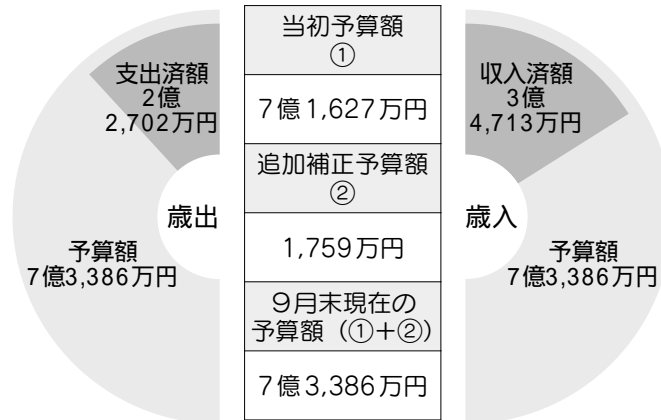 支出済額
2億
2,702万円
歳出
予算額
7億3,386万円
当初予算額
①
7億1,627万円
追加補正予算額
②
1,759万円
9月末現在の
予算額（①＋②）
7億3,386万円
収入済額
3億
4,713万円
歳入
予算額
7億3,386万円